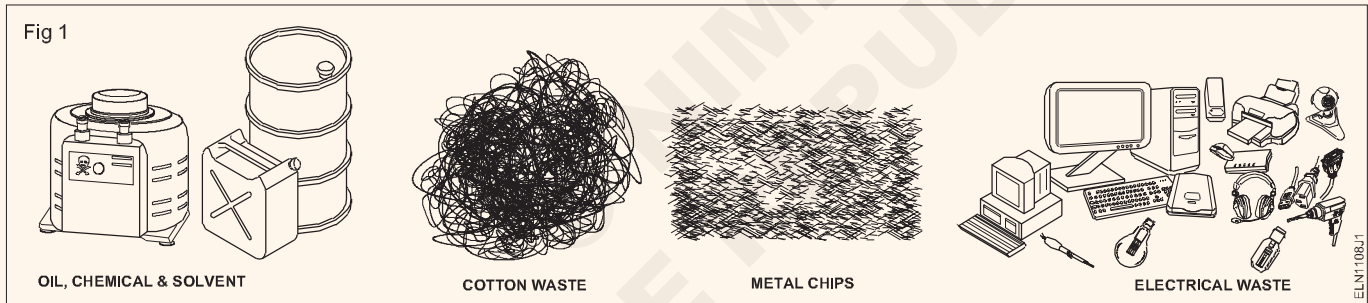 Fig 1
OIL, CHEMICAL & SOLVENT
COTTON WASTE
METAL CHIPS
ELECTRICAL WASTE
ELN1108J1